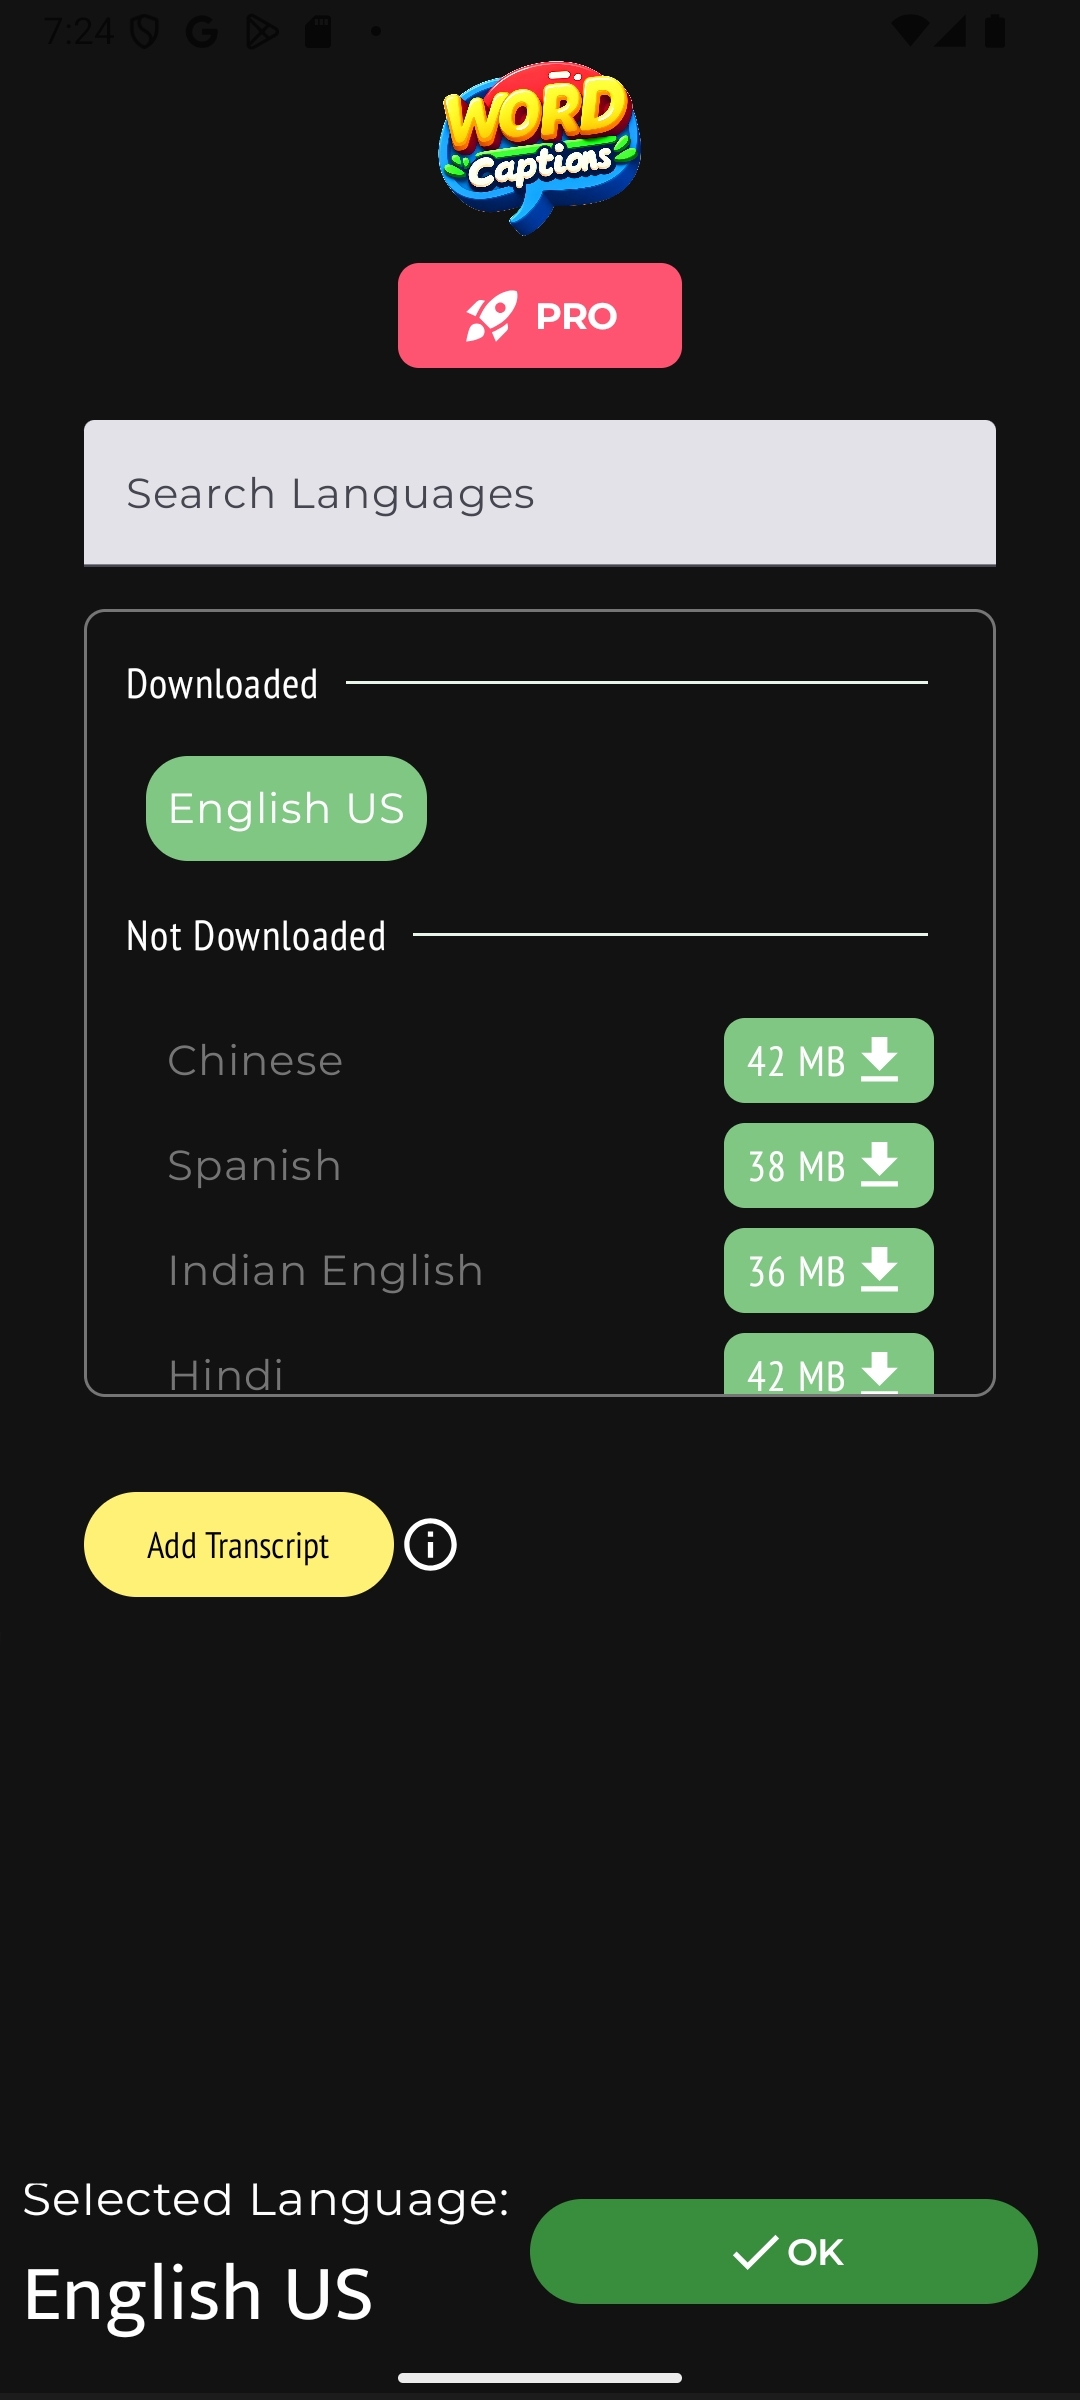 7:24
WORD
Captions
PRO
Search Languages
Downloaded
English US
Not Downloaded
Chinese
42 MB
Spanish
38 MB
Indian English
36 MB
Hindi
42 MB
Add Transcript
Selected Language:
English US
OK